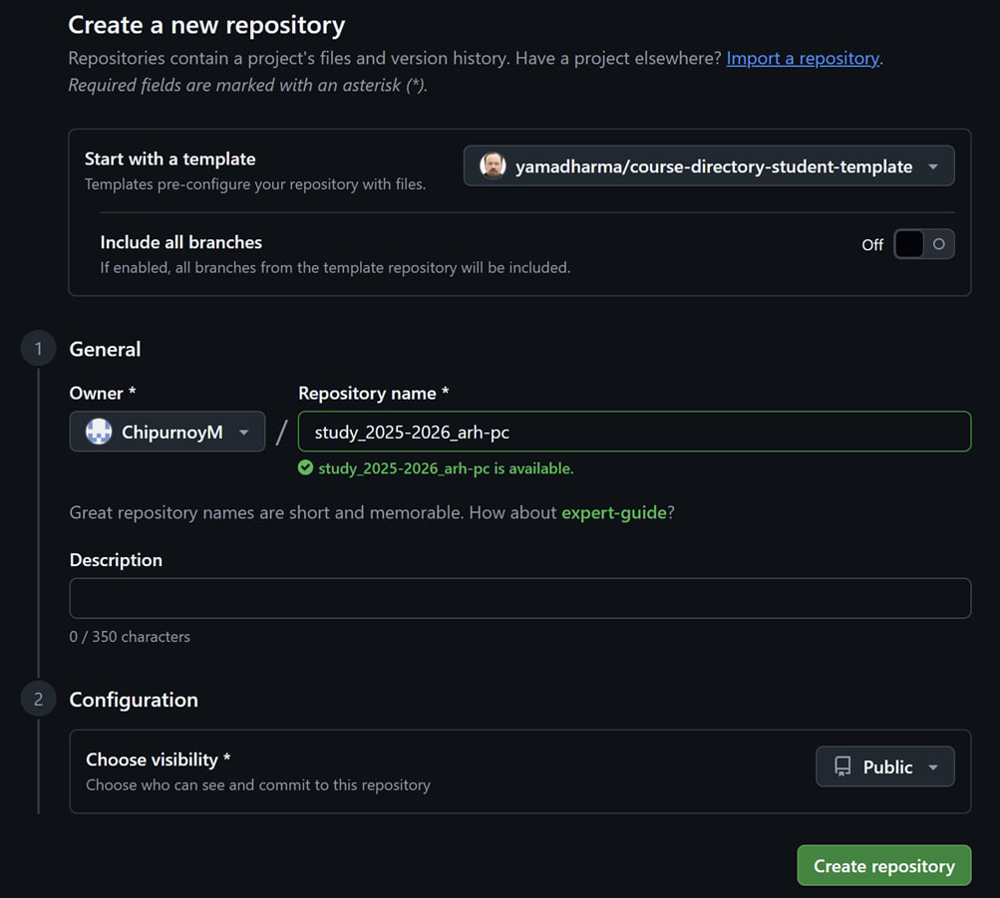 Create a new repository
Repositories contain a project's files and version history. Have a project elsewhere? Import a repository.
Required fields are marked with an asterisk (*).
Start with a template
Templates pre-configure your repository with files.
yamadharma/course-directory-student-template
Include all branches
If enabled, all branches from the template repository will be included.
Off
1
General
Owner *
Repository name *
ChipurnoyM
/
study_2025-2026_arh-pc
study_2025-2026_arh-pc is available.
Great repository names are short and memorable. How about expert-guide?
Description
0 / 350 characters
2
Configuration
Choose visibility *
Choose who can see and commit to this repository
Public
Create repository